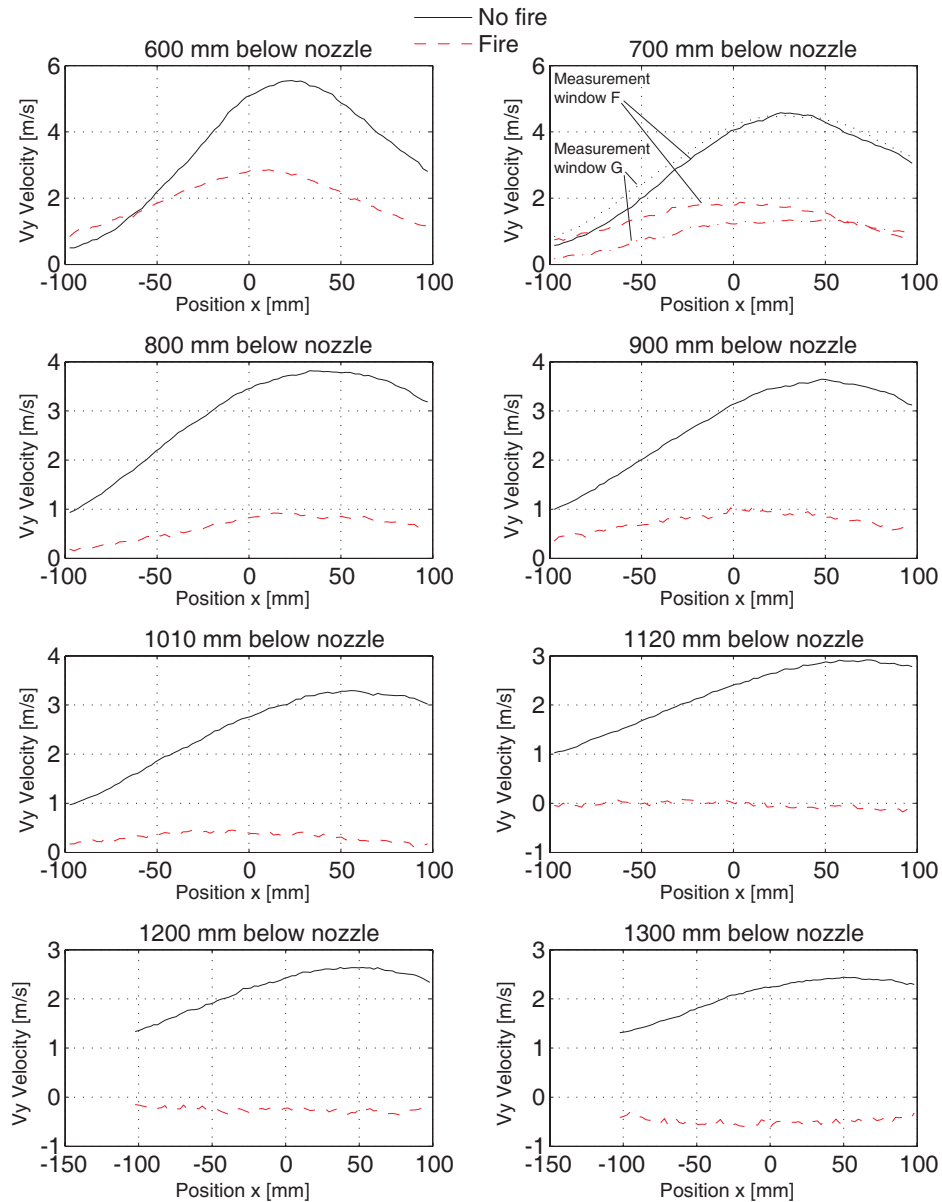 No fire
Fire
600 mm below nozzle
6
4
2
0
Vy Velocity [m/s]
-100 -50 0 50 100
Position x [mm]
700 mm below nozzle
Measurement
window F
Measurement
window G
6
4
2
0
Vy Velocity [m/s]
-100 -50 0 50 100
Position x [mm]
800 mm below nozzle
4
3
2
1
0
Vy Velocity [m/s]
-100 -50 0 50 100
Position x [mm]
900 mm below nozzle
4
3
2
1
0
Vy Velocity [m/s]
-100 -50 0 50 100
Position x [mm]
1010 mm below nozzle
4
3
2
1
0
Vy Velocity [m/s]
-100 -50 0 50 100
Position x [mm]
1120 mm below nozzle
3
2
1
0
-1
Vy Velocity [m/s]
-100 -50 0 50 100
Position x [mm]
1200 mm below nozzle
3
2
1
0
-1
Vy Velocity [m/s]
-150 -100 -50 0 50 100
Position x [mm]
1300 mm below nozzle
3
2
1
0
-1
Vy Velocity [m/s]
-150 -100 -50 0 50 100
Position x [mm]